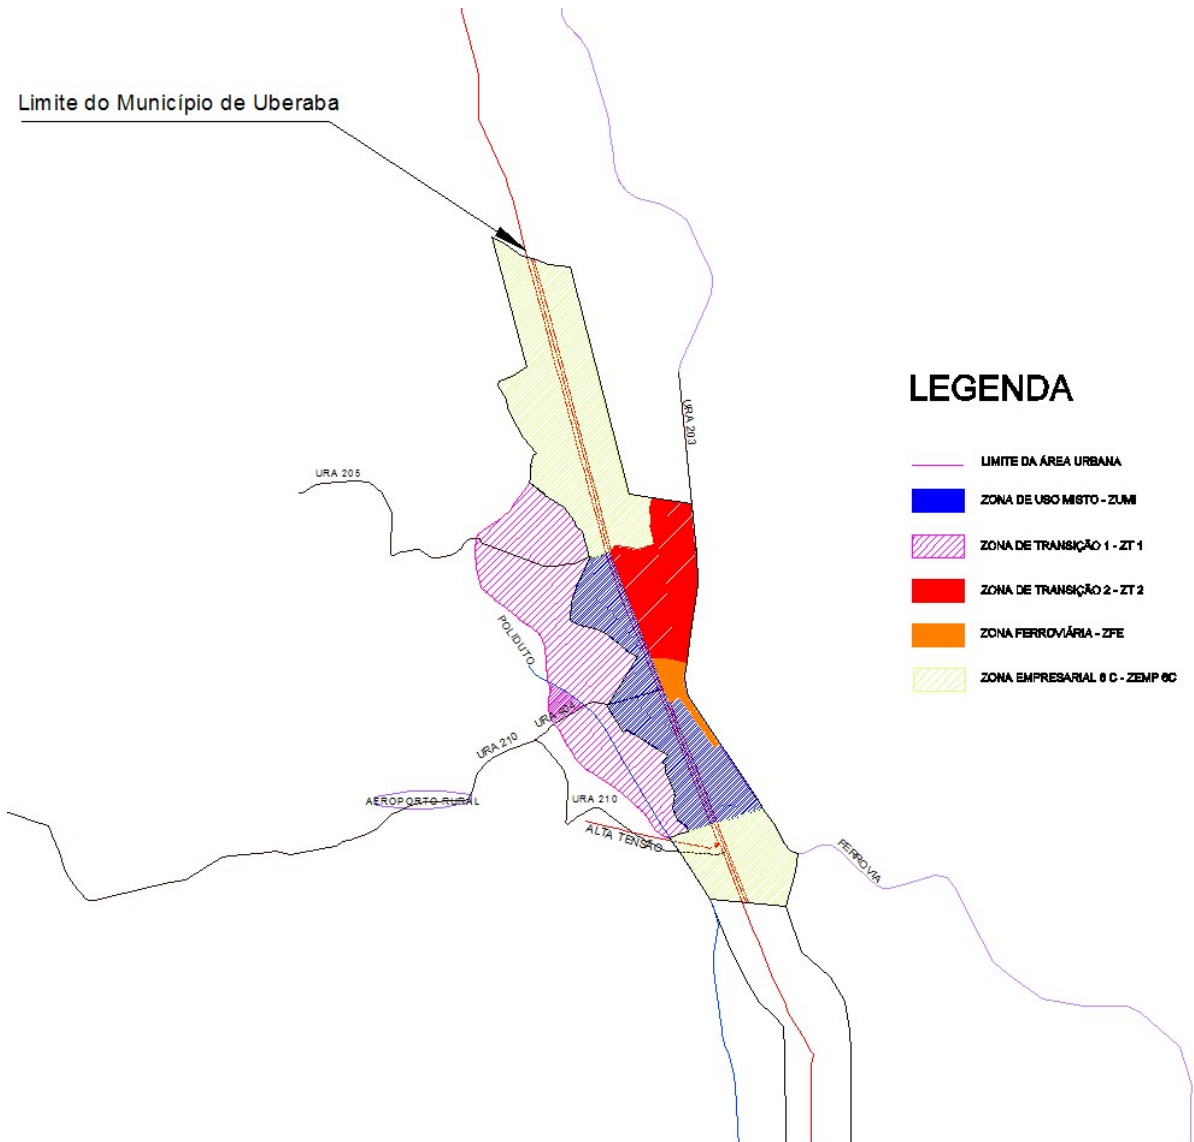 Limite do Município de Uberaba
LEGENDA
URA 203
LIMITE DA ÁREA URBANA
URA 205
ZONA DE USO MISTO - ZUMI
ZONA DE TRANSIÇÃO 1 - ZT 1
ZONA DE TRANSIÇÃO 2 - ZT 2
POLIDUTO
ZONA FERROVIÁRIA - ZFE
ZONA EMPRESARIAL 6 C - ZEMP 6C
URA 404
URA 210
AEROPORTO RURAL
URA 210
ALTA TENSÃO
FERROVIA